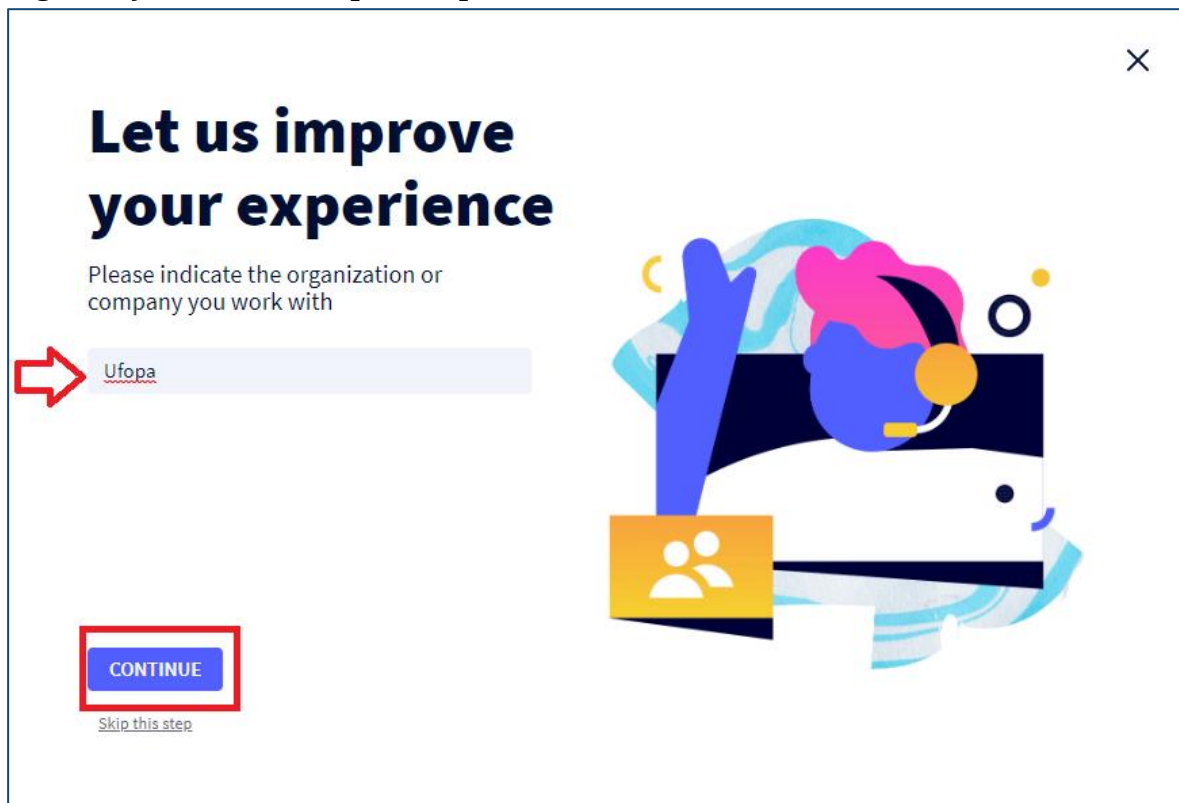 Let us improve
your experience
Please indicate the organization or
company you work with
Ufopa
CONTINUE
Skip this step